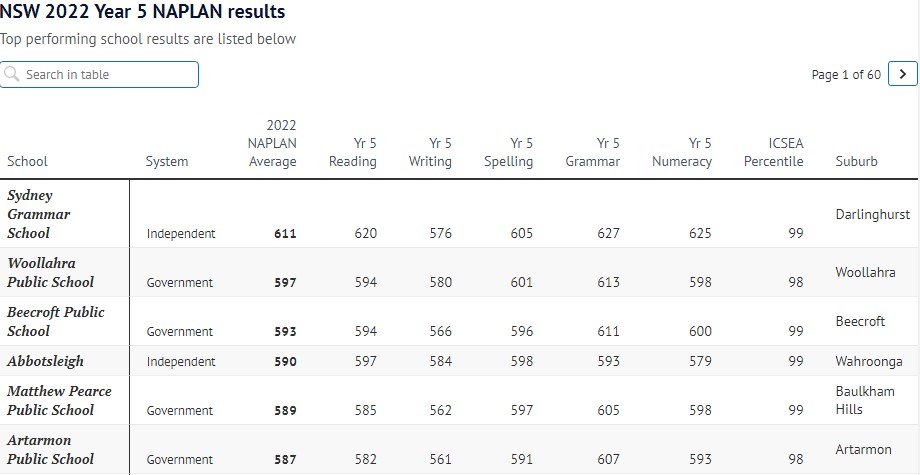 NSW 2022 Year 5 NAPLAN results
Top performing school results are listed below
Search in table
Page 1 of 60
School System 2022 NAPLAN Average Yr 5 Reading Yr 5 Writing Yr 5 Spelling Yr 5 Grammar Yr 5 Numeracy ICSEA Percentile Suburb
Sydney Grammar School Independent 611 620 576 605 627 625 99 Darlinghurst
Woollahra Public School Government 597 594 580 601 613 598 98 Woollahra
Beecroft Public School Government 593 594 566 596 611 600 99 Beecroft
Abbotsleigh Independent 590 597 584 598 593 579 99 Wahroonga
Matthew Pearce Public School Government 589 585 562 597 605 598 99 Baulkham Hills
Artarmon Public School Government 587 582 561 591 607 593 98 Artarmon